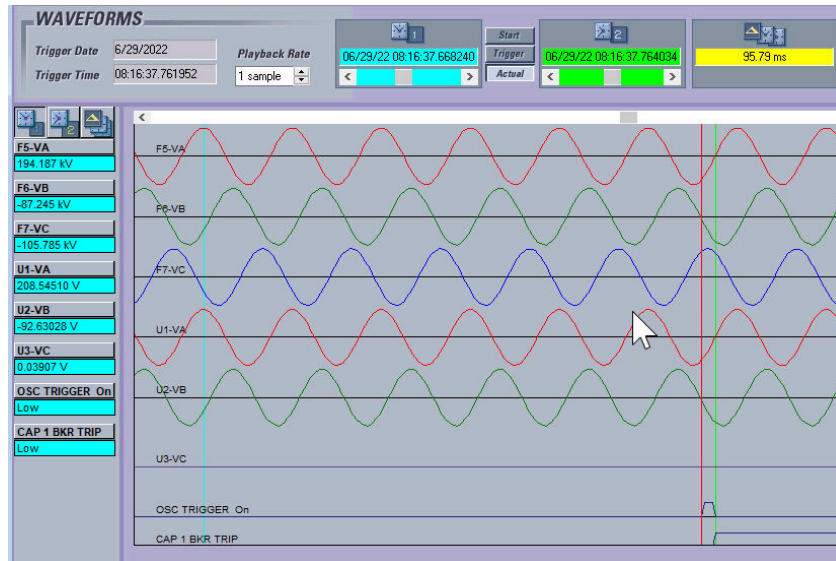 WAVEFORMS
Trigger Date 6/29/2022
Trigger Time 08:16:37.761952
Playback Rate
1 sample
1
06/29/22 08:16:37.668240
Start
Trigger
Actual
2
06/29/22 08:16:37.764034
95.79 ms
F5-VA
194.187 kV
F6-VB
-87.245 kV
F7-VC
-105.785 kV
U1-VA
208.54510 V
U2-VB
-92.63028 V
U3-VC
0.03907 V
OSC TRIGGER On
Low
CAP 1 BKR TRIP
Low
F5-VA
F6-VB
F7-VC
U1-VA
U2-VB
U3-VC
OSC TRIGGER On
CAP 1 BKR TRIP